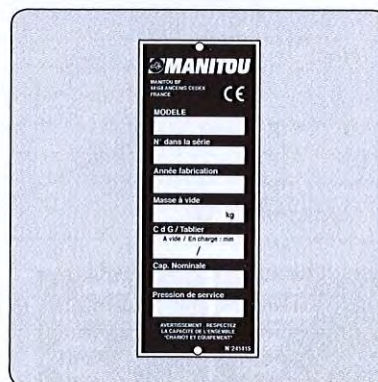 MANITOU
MANITOU BF
44158 ANCENIS CEDEX
FRANCE
CE
MODELE
N° dans la série
Année fabrication
Masse à vide
kg
C d G / Tablier
A vide / En charge : mm
/
Cap. Nominale
Pression de service
AVERTISSEMENT : RESPECTEZ
LA CAPACITE DE L'ENSEMBLE
"CHARIOT ET EQUIPEMENT"
N° 241415